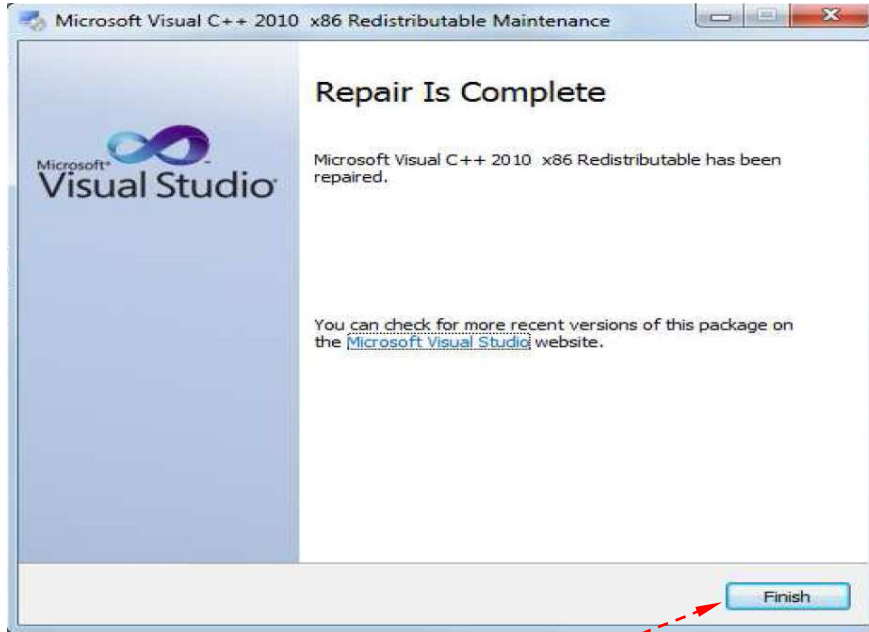 Microsoft Visual C++ 2010 x86 Redistributable Maintenance
Repair Is Complete
Microsoft Visual C++ 2010 x86 Redistributable has been
repaired.
Microsoft®
Visual Studio
You can check for more recent versions of this package on
the Microsoft Visual Studio website.
Finish